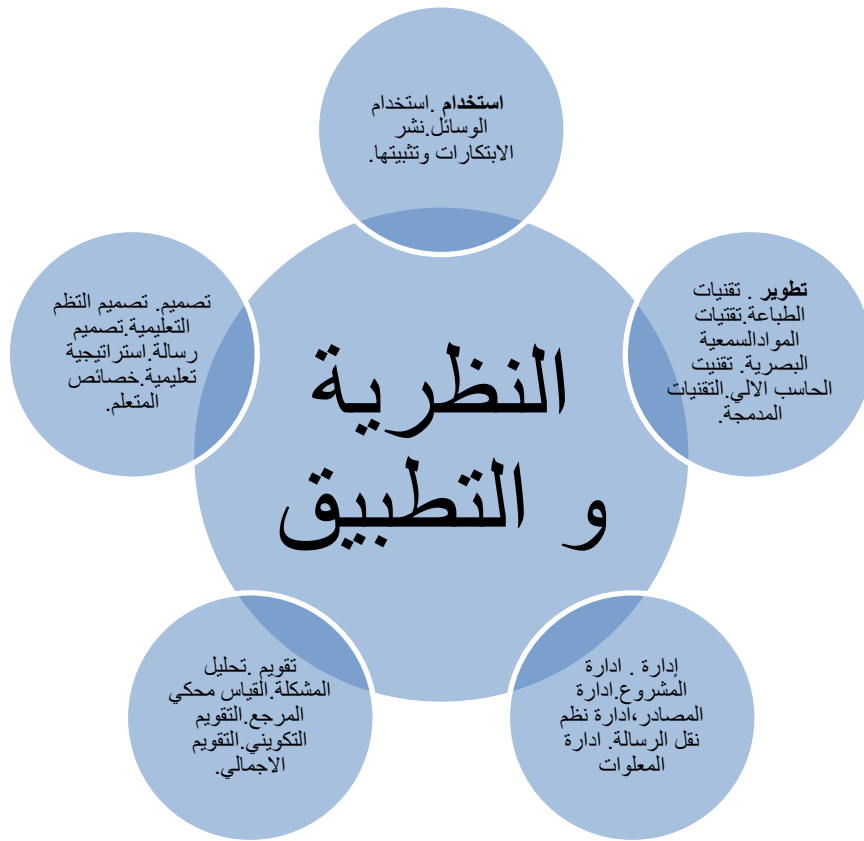 استخدام .استخدام
الوسائل.نشر
الابتكارات وتثبيتها.
تطوير . تقنيات
الطباعة.تقتيات
الموادالسمعية
البصرية. تقنيت
الحاسب الالي.التقنيات
المدمجة.
إدارة . ادارة
المشروع.ادارة
المصادر،ادارة نظم
نقل الرسالة. ادارة
المعلوات
تقويم .تحليل
المشكلة.القياس محكي
المرجع.التقويم
التكويني.التقويم
الاجمالي.
تصميم. تصميم التظم
التعليمية.تصميم
رسالة.استراتيجية
تعليمية.خصائص
المتعلم.
النظرية
و التطبيق